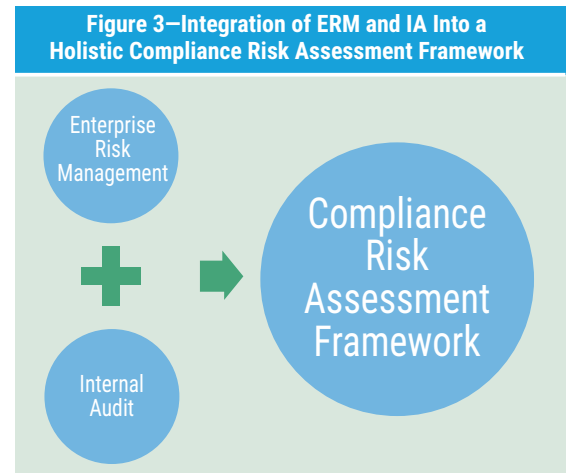 Figure 3—Integration of ERM and IA Into a
Holistic Compliance Risk Assessment Framework
Enterprise
Risk
Management
Internal
Audit
Compliance
Risk
Assessment
Framework